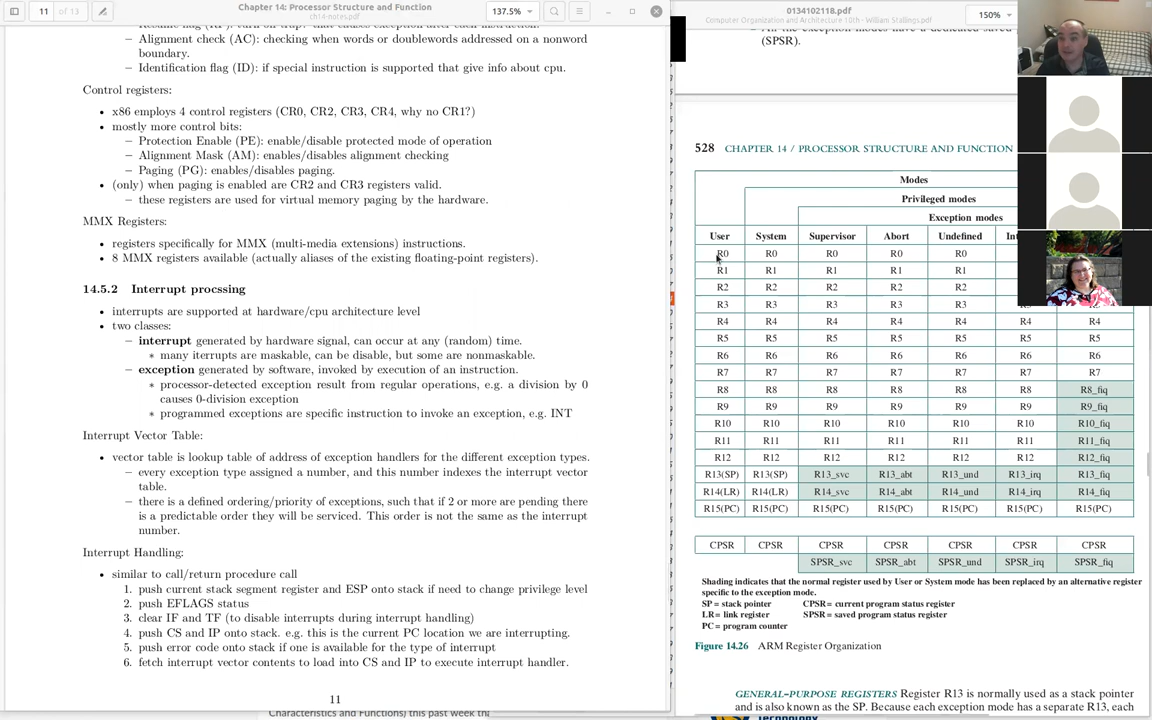 11 of 13
Chapter 14: Processor Structure and Function
ch14-notes.pdf
137.5%
– Alignment check (AC): checking when words or doublewords addressed on a nonword
boundary.
– Identification flag (ID): if special instruction is supported that give info about cpu.
Control registers:
• x86 employs 4 control registers (CR0, CR2, CR3, CR4, why no CR1?)
• mostly more control bits:
– Protection Enable (PE): enable/disable protected mode of operation
– Alignment Mask (AM): enables/disables alignment checking
– Paging (PG): enables/disables paging.
• (only) when paging is enabled are CR2 and CR3 registers valid.
– these registers are used for virtual memory paging by the hardware.
MMX Registers:
• registers specifically for MMX (multi-media extensions) instructions.
• 8 MMX registers available (actually aliases of the existing floating-point registers).
14.5.2 Interrupt procssing
• interrupts are supported at hardware/cpu architecture level
• two classes:
– interrupt generated by hardware signal, can occur at any (random) time.
∗ many iterrupts are maskable, can be disable, but some are nonmaskable.
– exception generated by software, invoked by execution of an instruction.
∗ processor-detected exception result from regular operations, e.g. a division by 0
causes 0-division exception
∗ programmed exceptions are specific instruction to invoke an exception, e.g. INT
Interrupt Vector Table:
• vector table is lookup table of address of exception handlers for the different exception types.
– every exception type assigned a number, and this number indexes the interrupt vector
table.
– there is a defined ordering/priority of exceptions, such that if 2 or more are pending there
is a predictable order they will be serviced. This order is not the same as the interrupt
number.
Interrupt Handling:
• similar to call/return procedure call
1. push current stack segment register and ESP onto stack if need to change privilege level
2. push EFLAGS status
3. clear IF and TF (to disable interrupts during interrupt handling)
4. push CS and IP onto stack. e.g. this is the current PC location we are interrupting.
5. push error code onto stack if one is available for the type of interrupt
6. fetch interrupt vector contents to load into CS and IP to execute interrupt handler.
11
Characteristics and Functions) this past week th
0134102118.pdf
Computer Organization and Architecture 10th - William Stallings.pdf
150%
(SPSR).
528 CHAPTER 14 / PROCESSOR STRUCTURE AND FUNCTION
Modes
Privileged modes
Exception modes
User System Supervisor Abort Undefined
R0 R0 R0 R0 R0
R1 R1 R1 R1 R1
R2 R2 R2 R2 R2
R3 R3 R3 R3 R3
R4 R4 R4 R4 R4 R4 R4
R5 R5 R5 R5 R5 R5 R5
R6 R6 R6 R6 R6 R6 R6
R7 R7 R7 R7 R7 R7 R7
R8 R8 R8 R8 R8 R8 R8_fiq
R9 R9 R9 R9 R9 R9 R9_fiq
R10 R10 R10 R10 R10 R10 R10_fiq
R11 R11 R11 R11 R11 R11 R11_fiq
R12 R12 R12 R12 R12 R12 R12_fiq
R13(SP) R13(SP) R13_svc R13_abt R13_und R13_irq R13_fiq
R14(LR) R14(LR) R14_svc R14_abt R14_und R14_irq R14_fiq
R15(PC) R15(PC) R15(PC) R15(PC) R15(PC) R15(PC) R15(PC)
CPSR CPSR CPSR CPSR CPSR CPSR CPSR
SPSR_svc SPSR_abt SPSR_und SPSR_irq SPSR_fiq
Shading indicates that the normal register used by User or System mode has been replaced by an alternative register
specific to the exception mode.
SP = stack pointer CPSR = current program status register
LR = link register SPSR = saved program status register
PC = program counter
Figure 14.26 ARM Register Organization
GENERAL-PURPOSE REGISTERS Register R13 is normally used as a stack pointer
and is also known as the SP. Because each exception mode has a separate R13, each